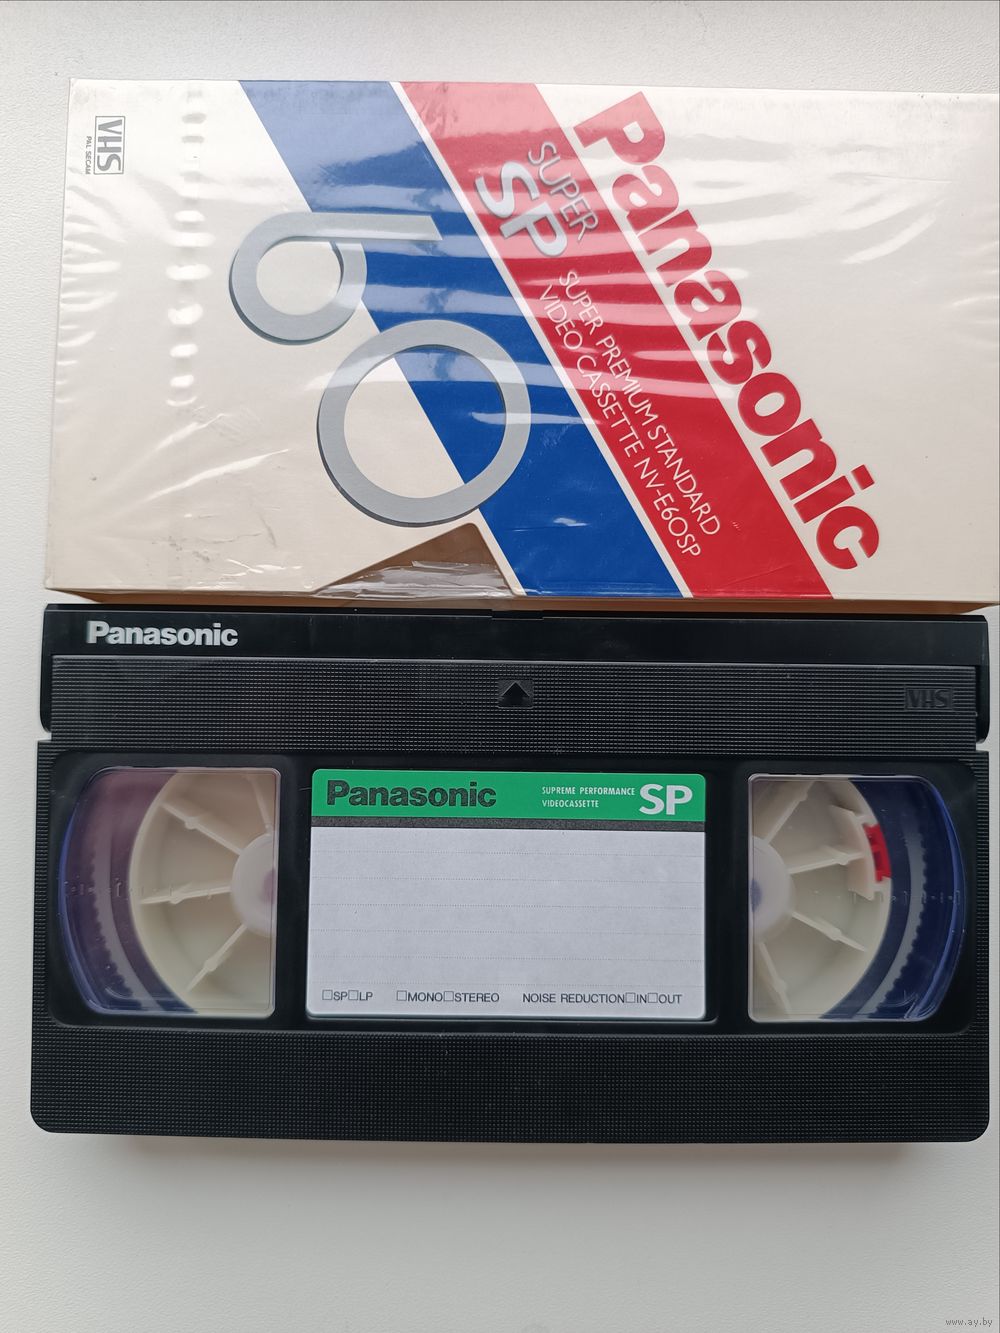 VHS
PAL SECAM
Panasonic
SUPER
SP
SUPER PREMIUM STANDARD
VIDEO CASSETTE NV-E60SP
Panasonic
VHS
Panasonic
SUPREME PERFORMANCE
VIDEOCASSETTE
SP
☐SP☐LP ☐MONO☐STEREO NOISE REDUCTION☐IN☐OUT
www.ay.by